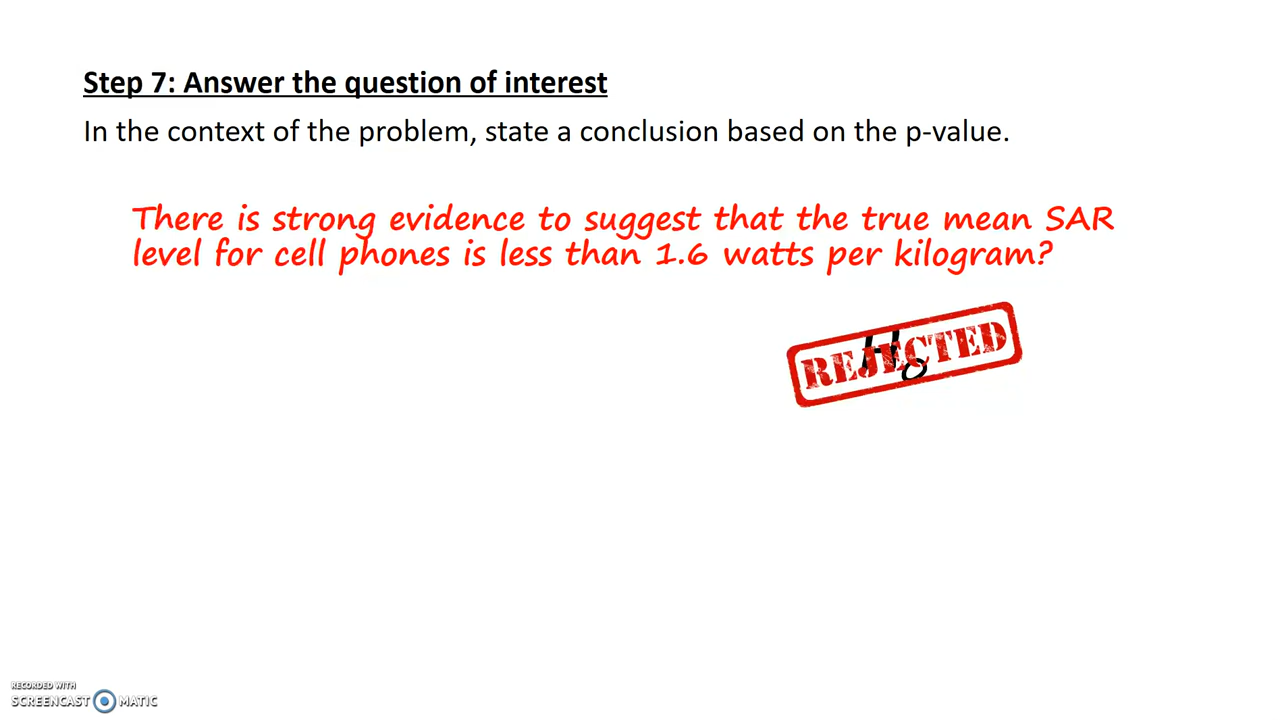 Step 7: Answer the question of interest
In the context of the problem, state a conclusion based on the p-value.
There is strong evidence to suggest that the true mean SAR
level for cell phones is less than 1.6 watts per kilogram?
H₀
REJECTED
RECORDED WITH
SCREENCAST MATIC